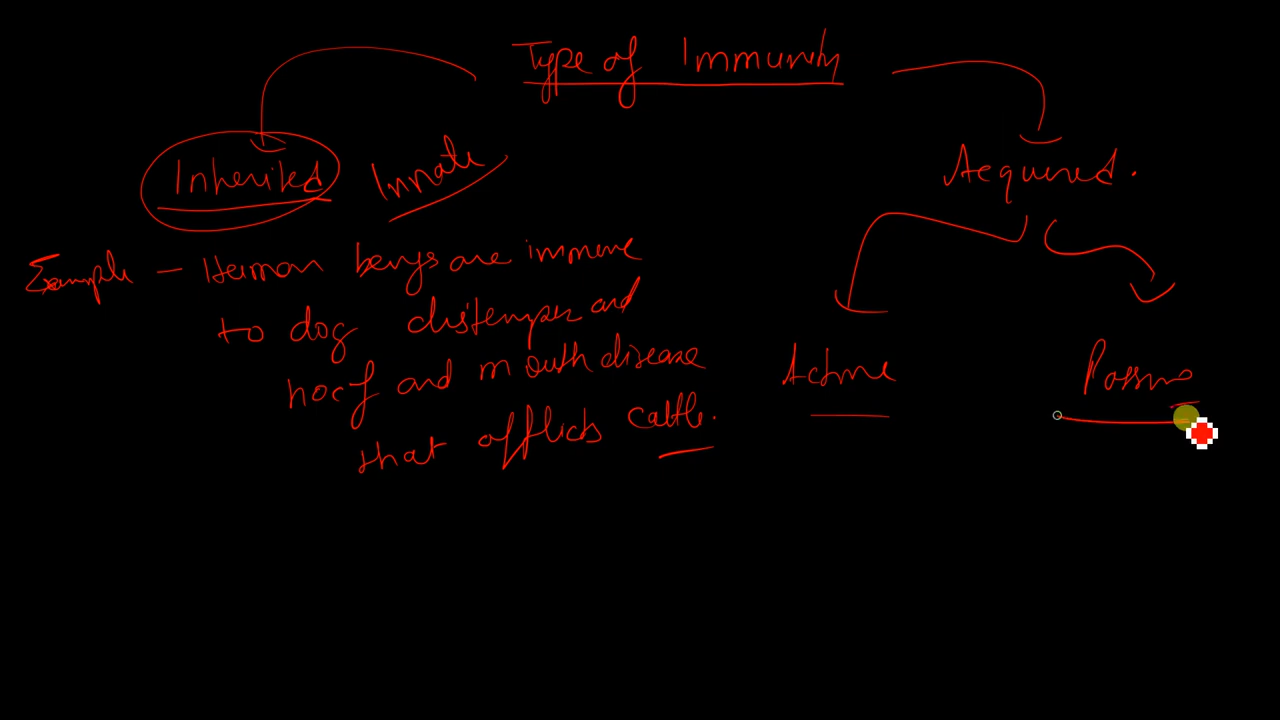 Type of Immunity
Inherited Innate
Acquired.
Example - Human beings are immune
to dog distemper and
hoof and mouth disease
that afflicts cattle.
Active
Passive